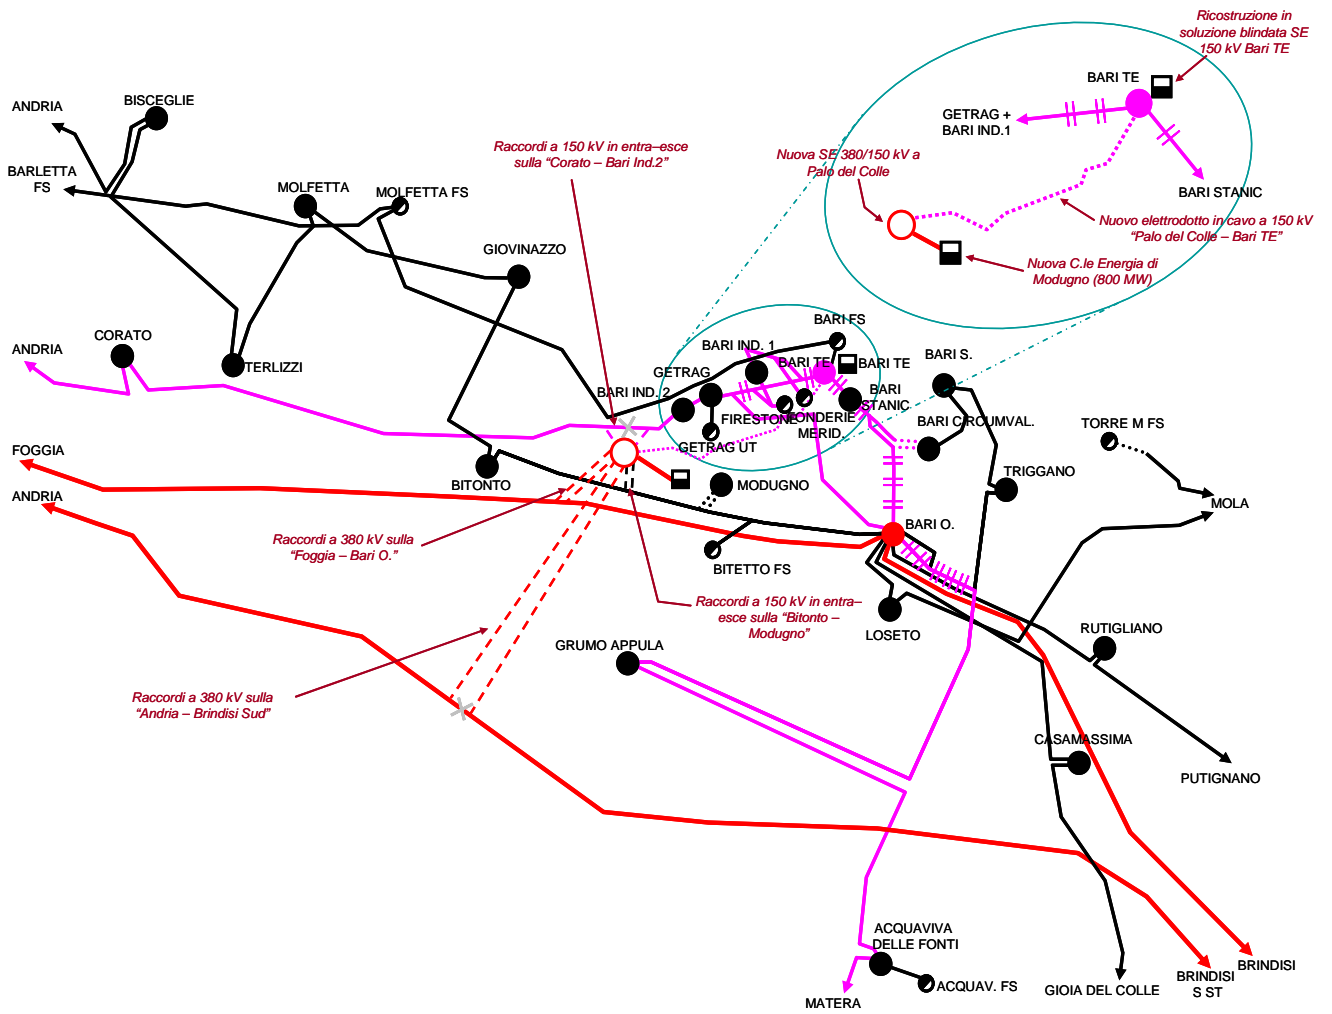 Ricostruzione in
soluzione blindata SE
150 kV Bari TE
BARI TE
ANDRIA
BISCEGLIE
GETRAG +
BARI IND.1
Raccordi a 150 kV in entra–esce
sulla “Corato – Bari Ind.2”
Nuova SE 380/150 kV a
Palo del Colle
BARLETTA
FS
MOLFETTA
MOLFETTA FS
BARI STANIC
Nuovo elettrodotto in cavo a 150 kV
“Palo del Colle – Bari TE”
GIOVINAZZO
Nuova C.le Energia di
Modugno (800 MW)
BARI FS
CORATO
ANDRIA
TERLIZZI
BARI IND. 1
BARI TE
BARI TE
BARI S.
GETRAG
BARI IND. 2
BARI
STANIC
FIRESTONE
FONDERIE
MERID.
BARI CIRCUMVAL.
TORRE M FS
GETRAG UT
FOGGIA
BITONTO
MODUGNO
TRIGGANO
ANDRIA
MOLA
BARI O.
Raccordi a 380 kV sulla
“Foggia – Bari O.”
BITETTO FS
Raccordi a 150 kV in entra–
esce sulla “Bitonto –
Modugno”
LOSETO
RUTIGLIANO
GRUMO APPULA
Raccordi a 380 kV sulla
“Andria – Brindisi Sud”
CASAMASSIMA
PUTIGNANO
ACQUAVIVA
DELLE FONTI
BRINDISI
BRINDISI
S ST
ACQUAV. FS
GIOIA DEL COLLE
MATERA